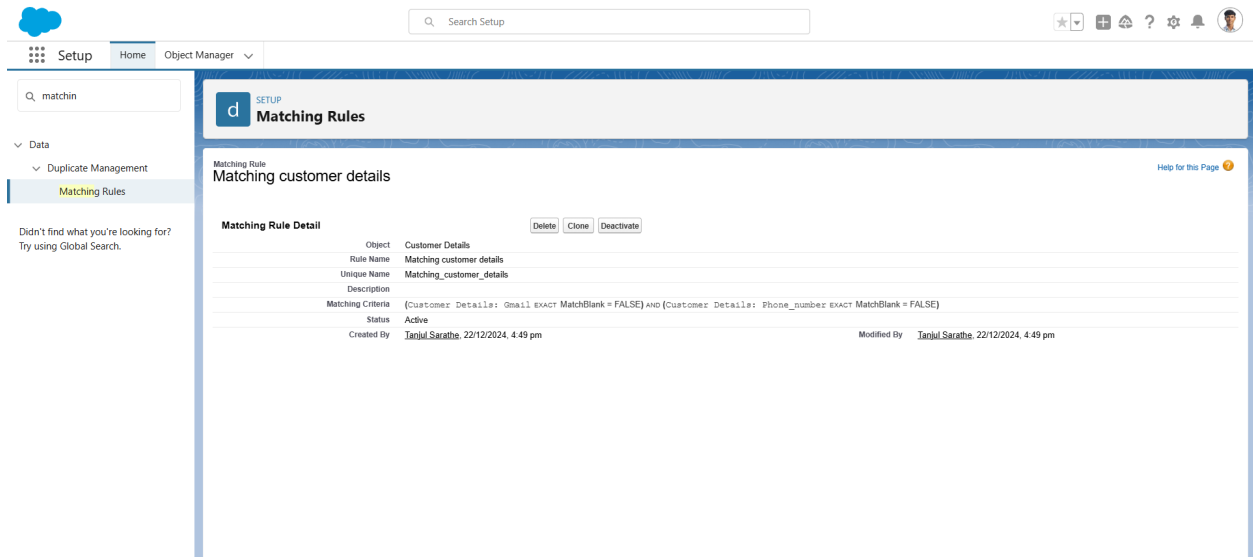 Search Setup
Setup Home Object Manager
matchin
Data
Duplicate Management
Matching Rules
Didn't find what you're looking for?
Try using Global Search.
d
SETUP
Matching Rules
Matching Rule
Matching customer details
Help for this Page ?
Matching Rule Detail Delete Clone Deactivate
Object Customer Details
Rule Name Matching customer details
Unique Name Matching_customer_details
Description
Matching Criteria (Customer Details: Gmail EXACT MatchBlank = FALSE) AND (Customer Details: Phone_number EXACT MatchBlank = FALSE)
Status Active
Created By Tanjul Sarathe, 22/12/2024, 4:49 pm Modified By Tanjul Sarathe, 22/12/2024, 4:49 pm